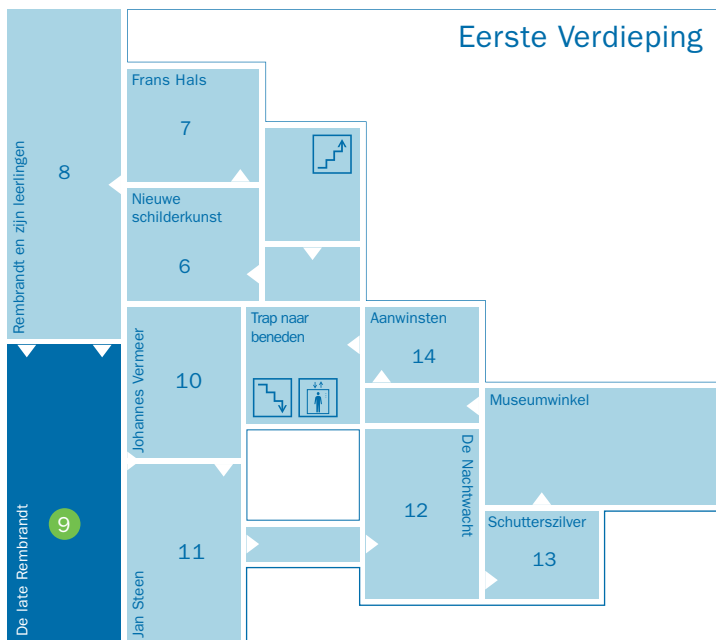 Eerste Verdieping
Frans Hals
7
8
Rembrandt en zijn leerlingen
Nieuwe
schilderkunst
6
Trap naar
beneden
Aanwinsten
14
Johannes Vermeer
10
Museumwinkel
De Nachtwacht
12
Schutterszilver
13
De late Rembrandt
9
Jan Steen
11